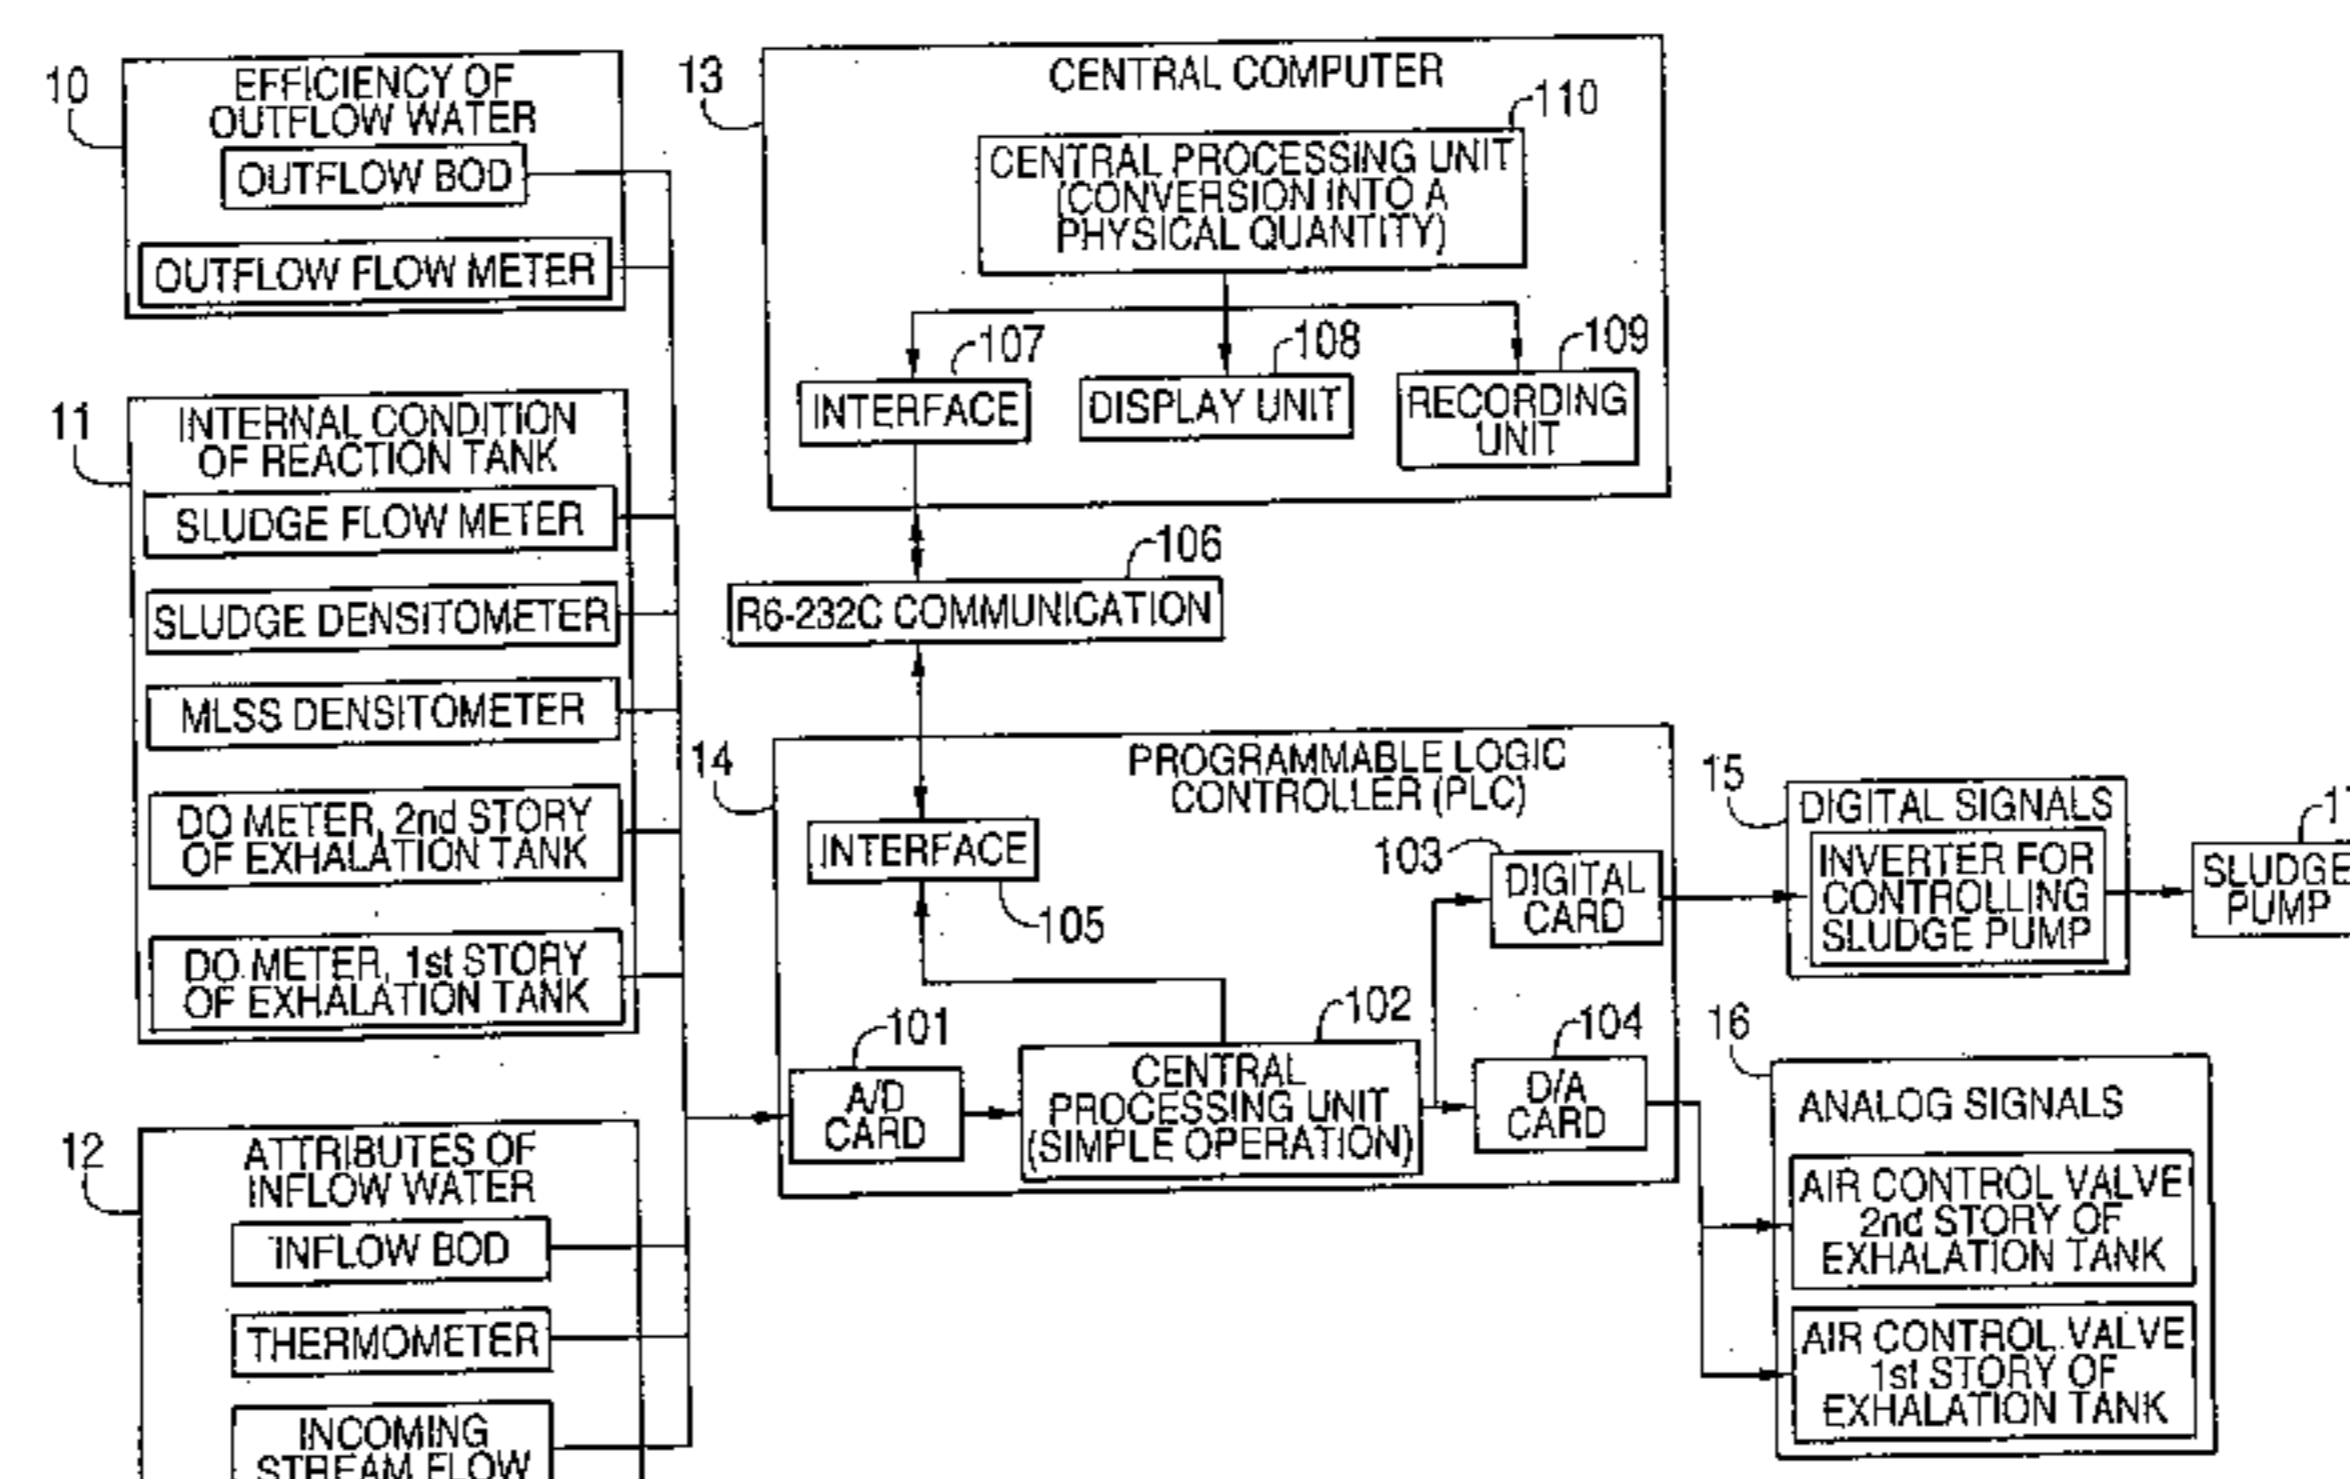 10
EFFICIENCY OF
OUTFLOW WATER
OUTFLOW BOD
OUTFLOW FLOW METER
11
INTERNAL CONDITION
OF REACTION TANK
SLUDGE FLOW METER
SLUDGE DENSITOMETER
MLSS DENSITOMETER
DO METER, 2nd STORY
OF EXHALATION TANK
DO METER, 1st STORY
OF EXHALATION TANK
12
ATTRIBUTES OF
INFLOW WATER
INFLOW BOD
THERMOMETER
INCOMING
STREAM FLOW
13
CENTRAL COMPUTER
110
CENTRAL PROCESSING UNIT
(CONVERSION INTO A
PHYSICAL QUANTITY)
107
INTERFACE
108
DISPLAY UNIT
109
RECORDING
UNIT
106
R6-232C COMMUNICATION
14
PROGRAMMABLE LOGIC
CONTROLLER (PLC)
INTERFACE
105
103
DIGITAL
CARD
101
A/D
CARD
102
CENTRAL
PROCESSING UNIT
(SIMPLE OPERATION)
104
D/A
CARD
15
DIGITAL SIGNALS
INVERTER FOR
CONTROLLING
SLUDGE PUMP
SLUDGE
PUMP
16
ANALOG SIGNALS
AIR CONTROL VALVE
2nd STORY OF
EXHALATION TANK
AIR CONTROL VALVE
1st STORY OF
EXHALATION TANK